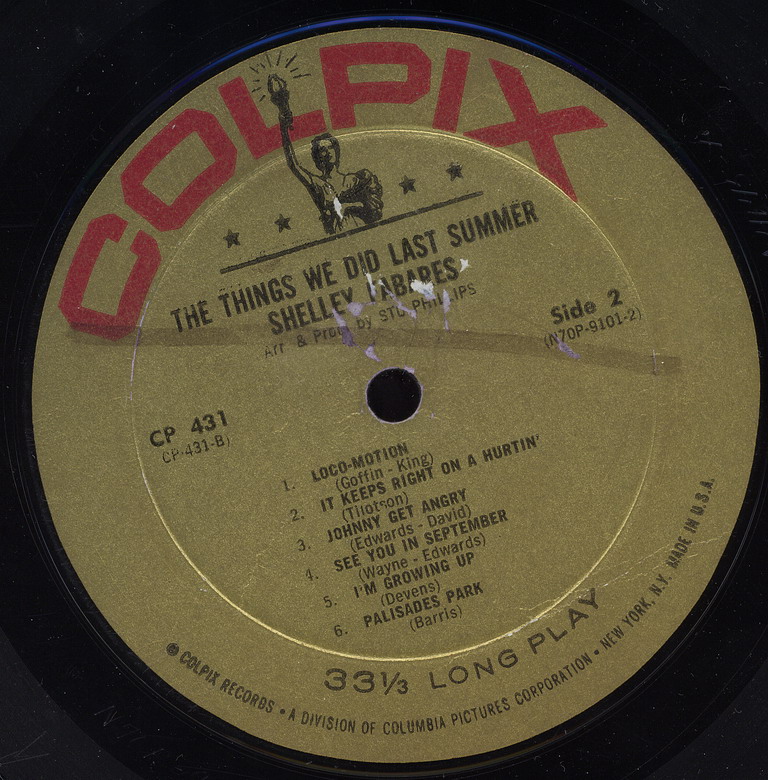 COLPIX
THE THINGS WE DID LAST SUMMER
SHELLEY FABARES
Arr & Prod by STU PHILLIPS
Side 2
(N70P-9101-2)
CP 431
CP-431-B)
1. LOCO-MOTION
(Goffin - King)
2. IT KEEPS RIGHT ON A HURTIN'
(Tilotson)
3. JOHNNY GET ANGRY
(Edwards - David)
4. SEE YOU IN SEPTEMBER
(Wayne - Edwards)
5. I'M GROWING UP
(Devens)
6. PALISADES PARK
(Barris)
33⅓ LONG PLAY
COLPIX RECORDS • A DIVISION OF COLUMBIA PICTURES CORPORATION • NEW YORK, N.Y. MADE IN U.S.A.